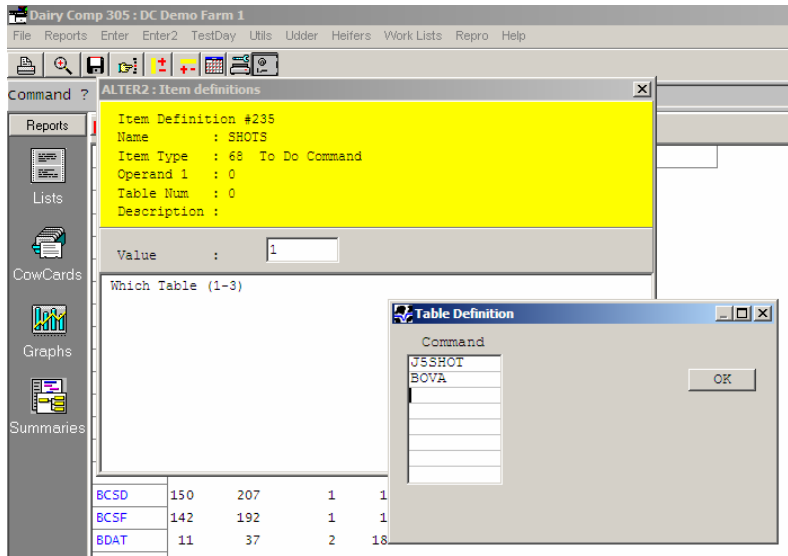 Dairy Comp 305 : DC Demo Farm 1
File Reports Enter Enter2 TestDay Utils Udder Heifers Work Lists Repro Help
Command ?
ALTER2 : Item definitions
Reports
Lists
CowCards
Graphs
Summaries
Item Definition #235
Name : SHOTS
Item Type : 68 To Do Command
Operand 1 : 0
Table Num : 0
Description :
Value : 1
Which Table (1-3)
Table Definition
Command
J5SHOT
BOVA
OK
BCSD 150 207 1 1
BCSF 142 192 1 1
BDAT 11 37 2 18